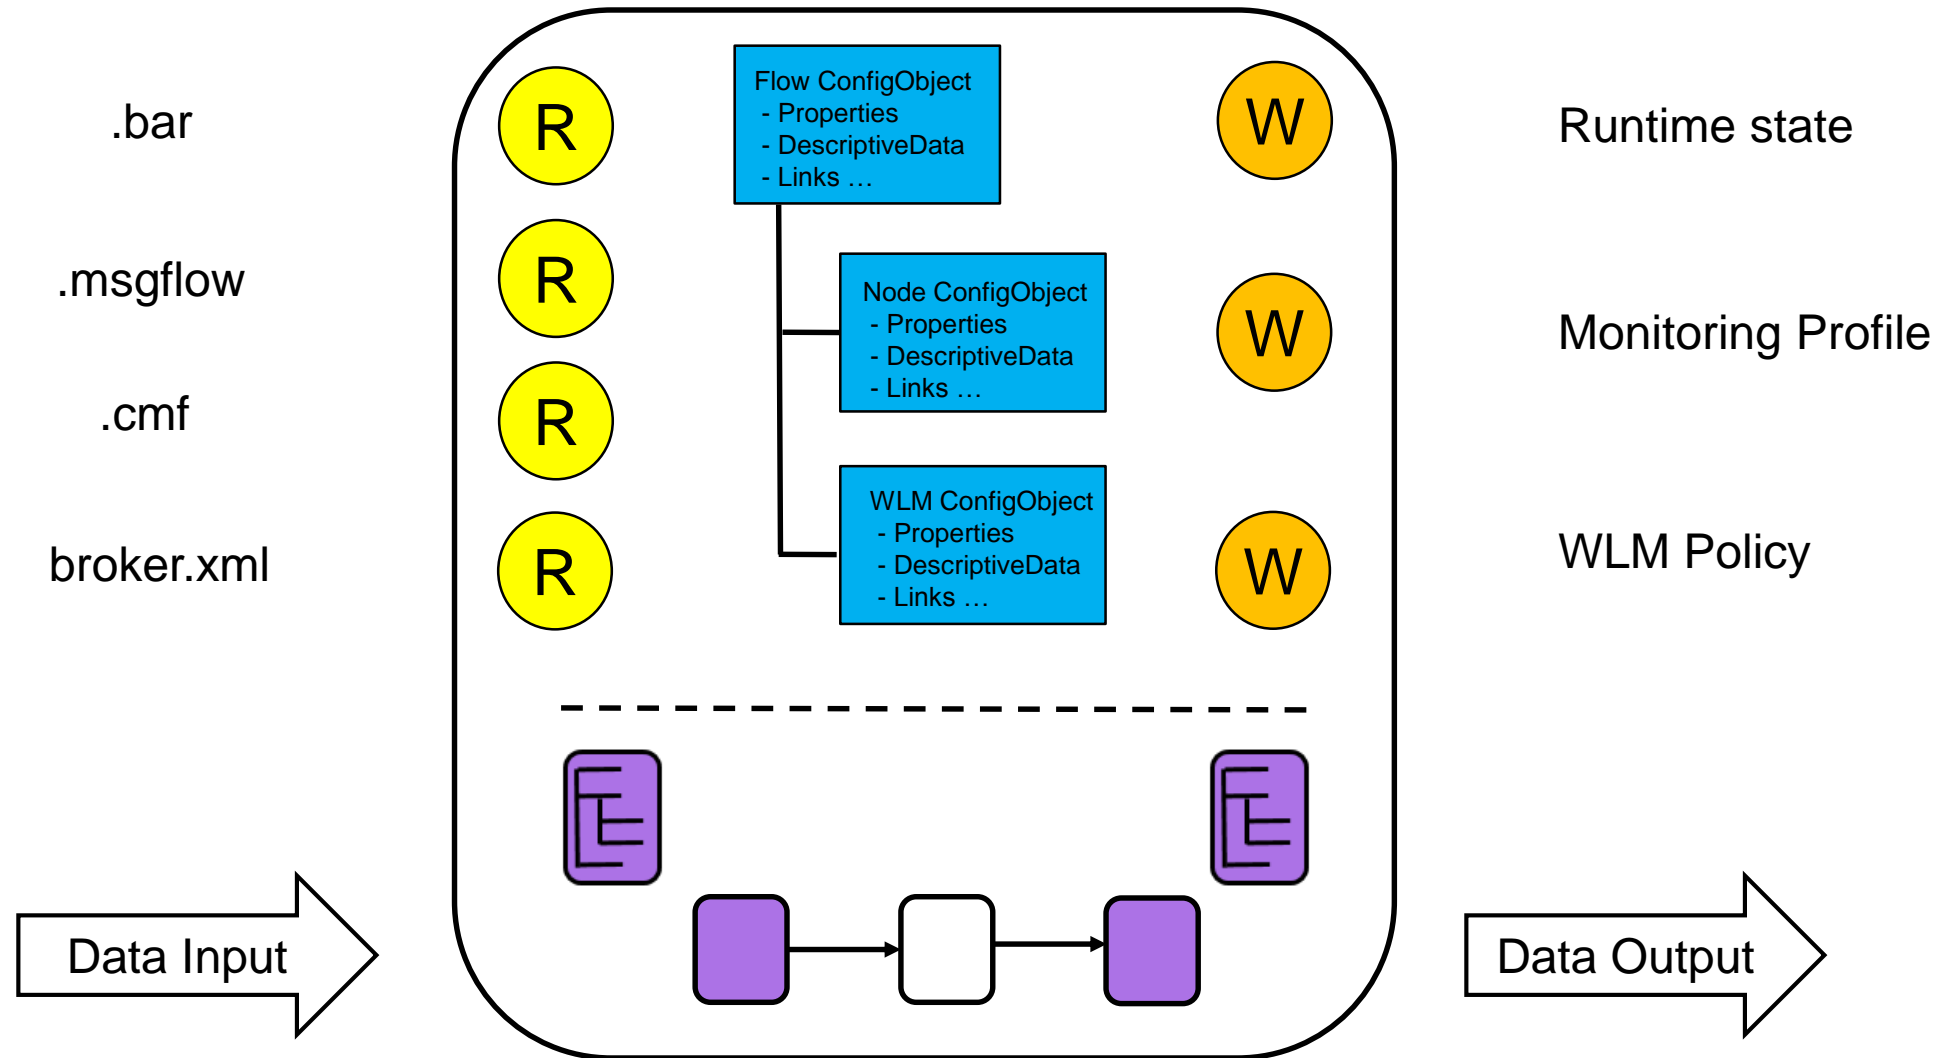 .bar
R
Flow ConfigObject
- Properties
- DescriptiveData
- Links …
W
Runtime state
.msgflow
R
Node ConfigObject
- Properties
- DescriptiveData
- Links …
W
Monitoring Profile
.cmf
R
broker.xml
R
WLM ConfigObject
- Properties
- DescriptiveData
- Links …
W
WLM Policy
Data Input
Data Output